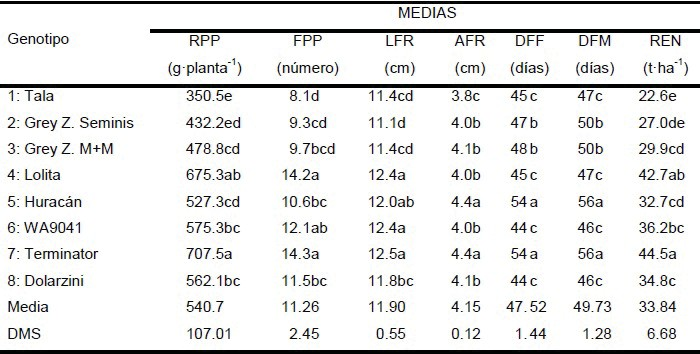 MEDIAS
Genotipo RPP FPP LFR AFR DFF DFM REN
(g·planta⁻¹) (número) (cm) (cm) (días) (días) (t·ha⁻¹)
1: Tala 350.5e 8.1d 11.4cd 3.8c 45c 47c 22.6e
2: Grey Z. Seminis 432.2ed 9.3cd 11.1d 4.0b 47b 50b 27.0de
3: Grey Z. M+M 478.8cd 9.7bcd 11.4cd 4.1b 48b 50b 29.9cd
4: Lolita 675.3ab 14.2a 12.4a 4.0b 45c 47c 42.7ab
5: Huracán 527.3cd 10.6bc 12.0ab 4.4a 54a 56a 32.7cd
6: WA9041 575.3bc 12.1ab 12.4a 4.0b 44c 46c 36.2bc
7: Terminator 707.5a 14.3a 12.5a 4.4a 54a 56a 44.5a
8: Dolarzini 562.1bc 11.5bc 11.8bc 4.1b 44c 46c 34.8c
Media 540.7 11.26 11.90 4.15 47.52 49.73 33.84
DMS 107.01 2.45 0.55 0.12 1.44 1.28 6.68